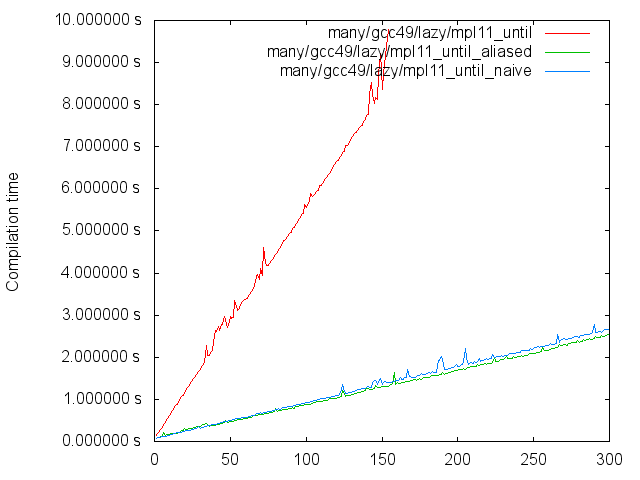 10.000000 s
9.000000 s
8.000000 s
7.000000 s
6.000000 s
5.000000 s
4.000000 s
3.000000 s
2.000000 s
1.000000 s
0.000000 s
Compilation time
many/gcc49/lazy/mpl11_until
many/gcc49/lazy/mpl11_until_aliased
many/gcc49/lazy/mpl11_until_naive
0 50 100 150 200 250 300